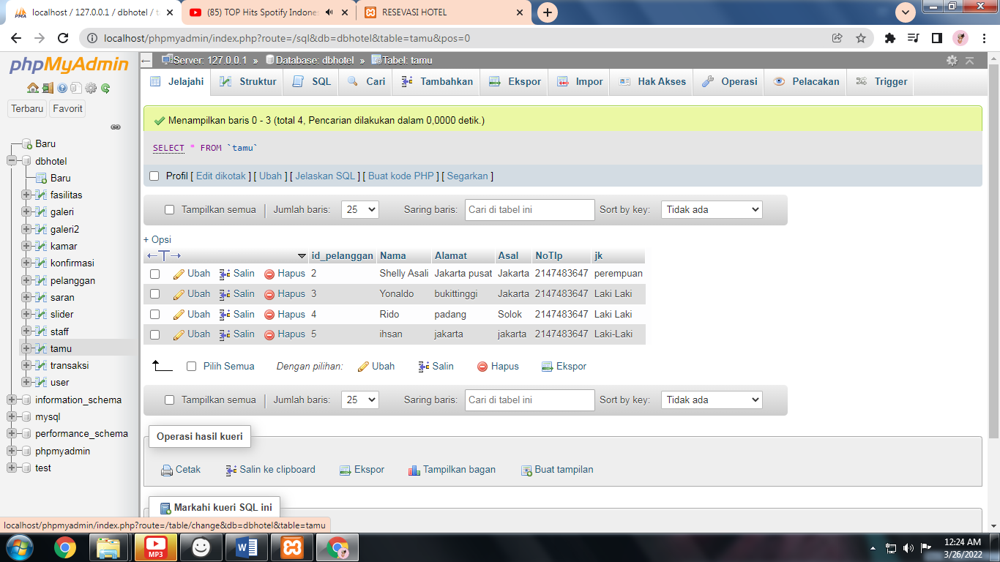 localhost / 127.0.0.1 / dbhotel / t
(85) TOP Hits Spotify Indones
RESEVASI HOTEL
localhost/phpmyadmin/index.php?route=/sql&db=dbhotel&table=tamu&pos=0
phpMyAdmin
Terbaru Favorit
Baru
dbhotel
Baru
fasilitas
galeri
galeri2
kamar
konfirmasi
pelanggan
saran
slider
staff
tamu
transaksi
user
information_schema
mysql
performance_schema
phpmyadmin
test
Server: 127.0.0.1 » Database: dbhotel » Tabel: tamu
Jelajahi Struktur SQL Cari Tambahkan Ekspor Impor Hak Akses Operasi Pelacakan Trigger
Menampilkan baris 0 - 3 (total 4, Pencarian dilakukan dalam 0,0000 detik.)
SELECT * FROM `tamu`
Profil [ Edit dikotak ] [ Ubah ] [ Jelaskan SQL ] [ Buat kode PHP ] [ Segarkan ]
Tampilkan semua Jumlah baris: 25 Saring baris: Cari di tabel ini Sort by key: Tidak ada
+ Opsi
←T→ id_pelanggan Nama Alamat Asal NoTlp jk
Ubah Salin Hapus 2 Shelly Asali Jakarta pusat Jakarta 2147483647 perempuan
Ubah Salin Hapus 3 Yonaldo bukittinggi Jakarta 2147483647 Laki Laki
Ubah Salin Hapus 4 Rido padang Solok 2147483647 Laki Laki
Ubah Salin Hapus 5 ihsan jakarta jakarta 2147483647 Laki-Laki
Pilih Semua Dengan pilihan: Ubah Salin Hapus Ekspor
Tampilkan semua Jumlah baris: 25 Saring baris: Cari di tabel ini Sort by key: Tidak ada
Operasi hasil kueri
Cetak Salin ke clipboard Ekspor Tampilkan bagan Buat tampilan
Markahi kueri SQL ini
localhost/phpmyadmin/index.php?route=/table/change&db=dbhotel&table=tamu
MP3
12:24 AM
3/26/2022